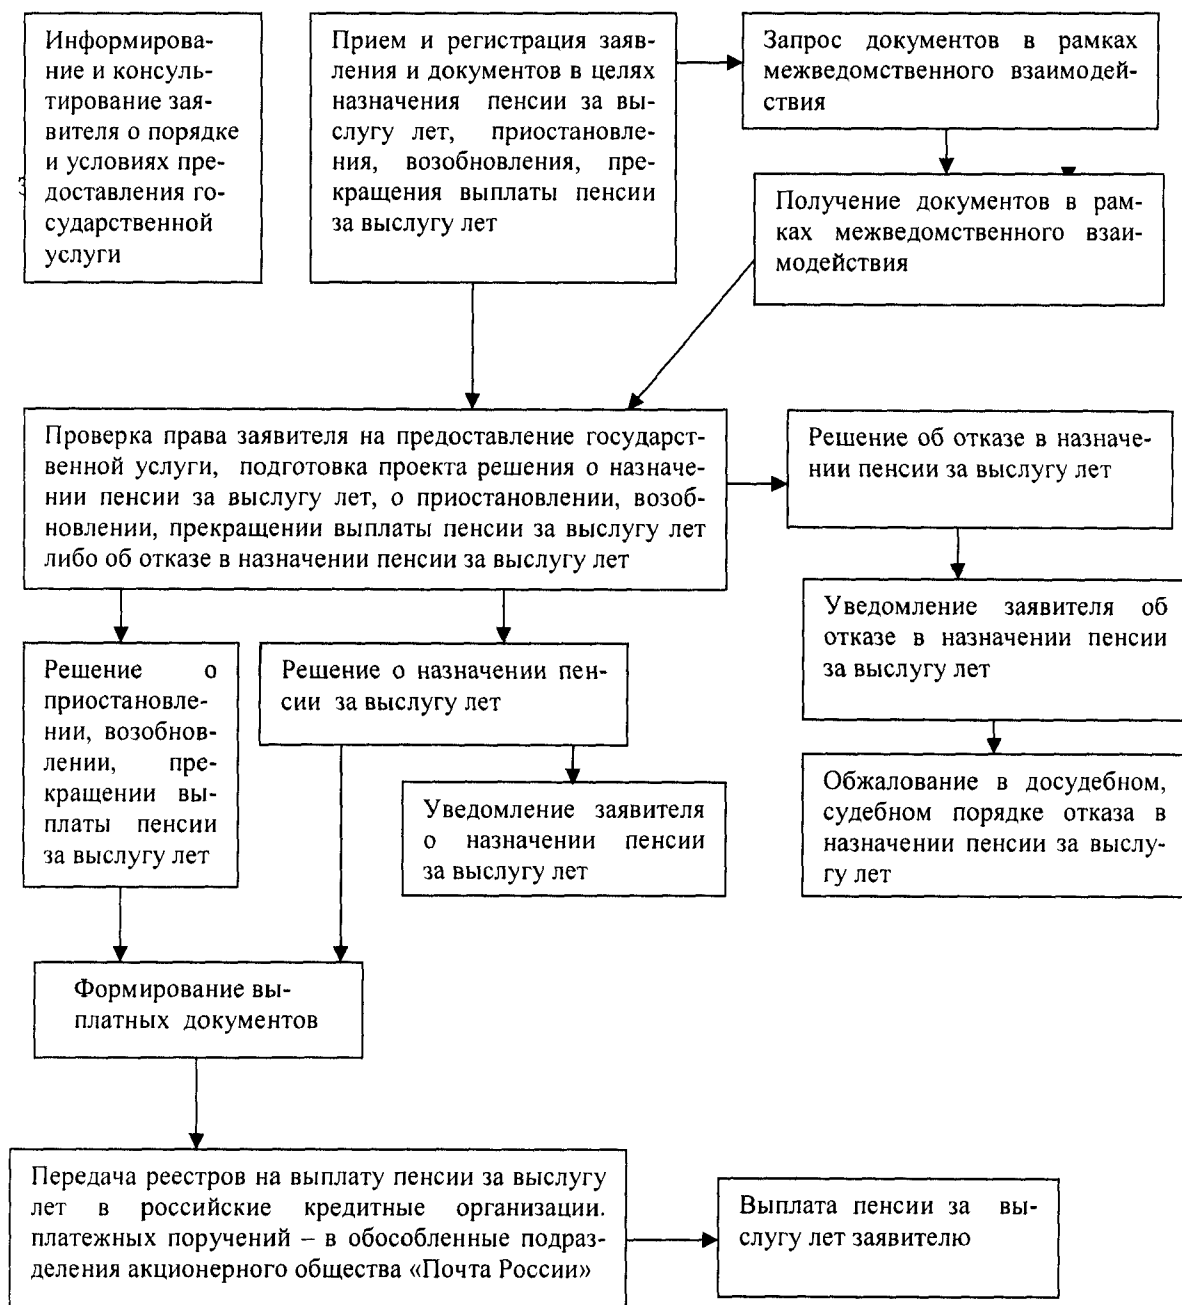 Информирова-
ние и консуль-
тирование зая-
вителя о порядке
и условиях пре-
доставления го-
сударственной
услуги
Прием и регистрация заяв-
ления и документов в целях
назначения пенсии за вы-
слугу лет, приостановле-
ния, возобновления, пре-
кращения выплаты пенсии
за выслугу лет
Запрос документов в рамках
межведомственного взаимодей-
ствия
Получение документов в рам-
ках межведомственного взаи-
модействия
Проверка права заявителя на предоставление государст-
венной услуги, подготовка проекта решения о назначе-
нии пенсии за выслугу лет, о приостановлении, возоб-
новлении, прекращении выплаты пенсии за выслугу лет
либо об отказе в назначении пенсии за выслугу лет
Решение об отказе в назначе-
нии пенсии за выслугу лет
Уведомление заявителя об
отказе в назначении пенсии
за выслугу лет
Решение о
приостановле-
нии, возобнов-
лении, пре-
кращении вы-
платы пенсии
за выслугу лет
Решение о назначении пен-
сии за выслугу лет
Уведомление заявителя
о назначении пенсии
за выслугу лет
Обжалование в досудебном,
судебном порядке отказа в
назначении пенсии за выслу-
гу лет
Формирование вы-
платных документов
Передача реестров на выплату пенсии за выслугу
лет в российские кредитные организации.
платежных поручений – в обособленные подраз-
деления акционерного общества «Почта России»
Выплата пенсии за вы-
слугу лет заявителю